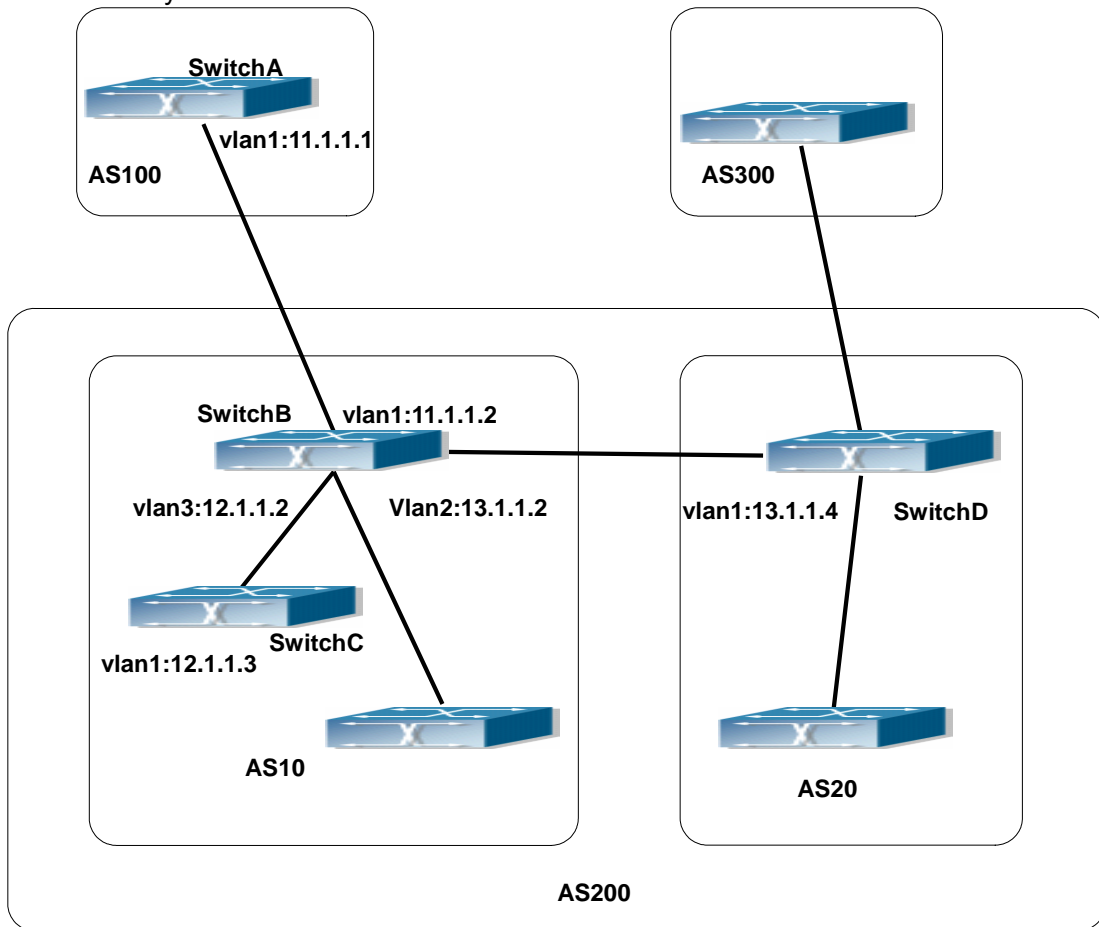 SwitchA
vlan1:11.1.1.1
AS100
AS300
SwitchB
vlan1:11.1.1.2
vlan3:12.1.1.2
Vlan2:13.1.1.2
vlan1:13.1.1.4
SwitchD
SwitchC
vlan1:12.1.1.3
AS10
AS20
AS200